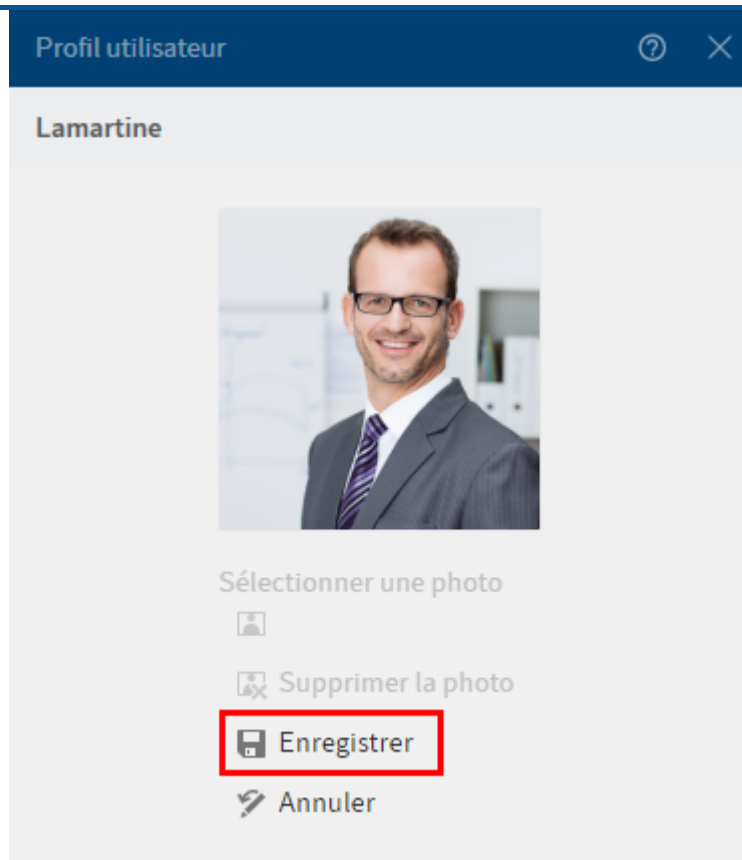 Profil utilisateur
Lamartine
Sélectionner une photo
Supprimer la photo
Enregistrer
Annuler